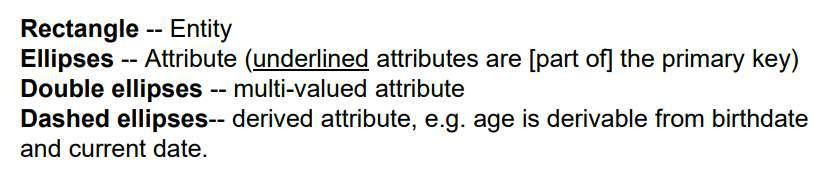 Rectangle -- Entity
Ellipses -- Attribute (underlined attributes are [part of] the primary key)
Double ellipses -- multi-valued attribute
Dashed ellipses-- derived attribute, e.g. age is derivable from birthdate
and current date.